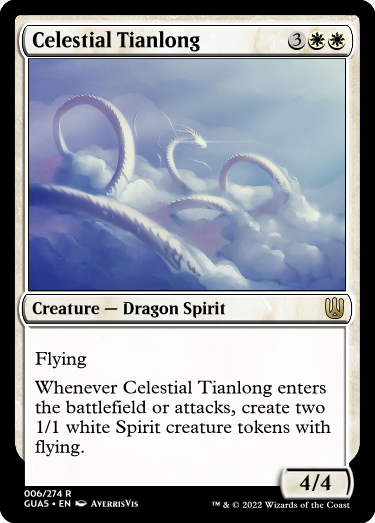 Celestial Tianlong 3
Creature — Dragon Spirit
Flying
Whenever Celestial Tianlong enters
the battlefield or attacks, create two
1/1 white Spirit creature tokens with
flying.
4/4
006/274 R
GUA5 • EN AverrisVis
™ & © 2022 Wizards of the Coast